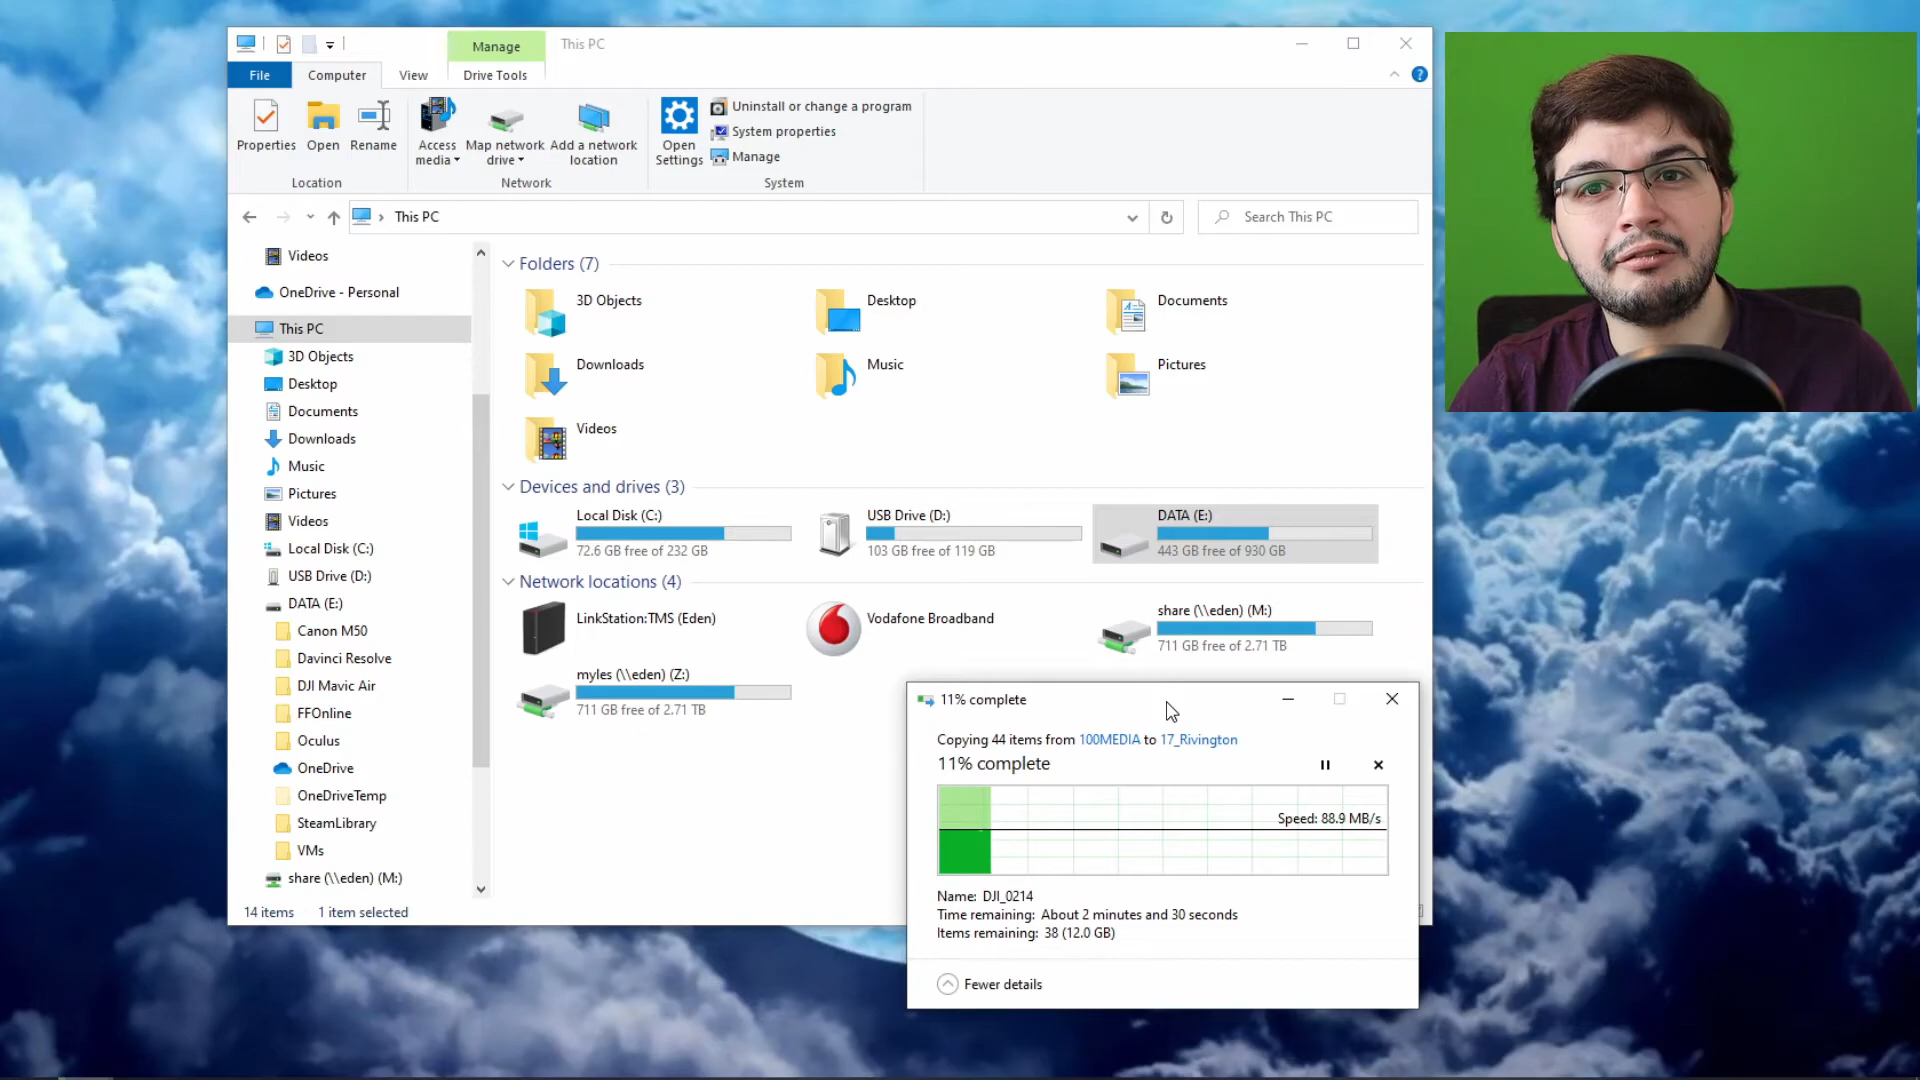 Manage
This PC
File
Computer
View
Drive Tools
Properties
Open
Rename
Access media
Map network drive
Add a network location
Open Settings
Uninstall or change a program
System properties
Manage
Location
Network
System
This PC
Search This PC
Videos
OneDrive - Personal
This PC
3D Objects
Desktop
Documents
Downloads
Music
Pictures
Videos
Local Disk (C:)
USB Drive (D:)
DATA (E:)
Canon M50
Davinci Resolve
DJI Mavic Air
FFOnline
Oculus
OneDrive
OneDriveTemp
SteamLibrary
VMs
share (\\eden) (M:)
Folders (7)
3D Objects
Desktop
Documents
Downloads
Music
Pictures
Videos
Devices and drives (3)
Local Disk (C:)
72.6 GB free of 232 GB
USB Drive (D:)
103 GB free of 119 GB
DATA (E:)
443 GB free of 930 GB
Network locations (4)
LinkStation:TMS (Eden)
Vodafone Broadband
share (\\eden) (M:)
711 GB free of 2.71 TB
myles (\\eden) (Z:)
711 GB free of 2.71 TB
14 items
1 item selected
11% complete
Copying 44 items from 100MEDIA to 17_Rivington
11% complete
Speed: 88.9 MB/s
Name: DJI_0214
Time remaining: About 2 minutes and 30 seconds
Items remaining: 38 (12.0 GB)
Fewer details